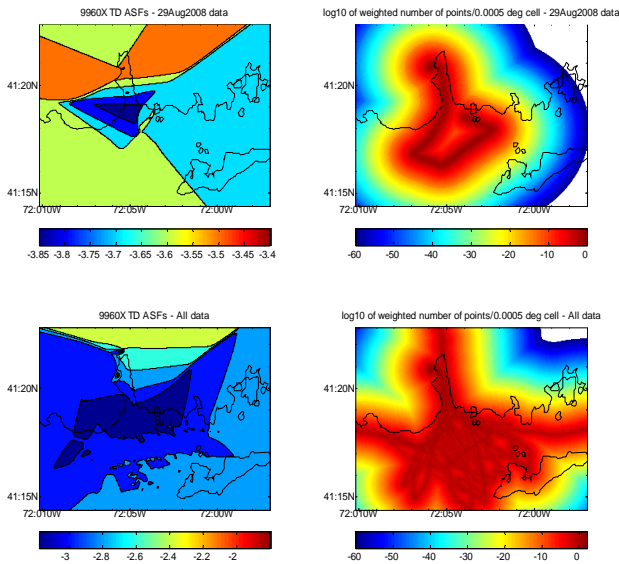 9960X TD ASFs - 29Aug2008 data
log10 of weighted number of points/0.0005 deg cell - 29Aug2008 data
41:20N
41:20N
41:15N
41:15N
72:010W 72:05W 72:00W
72:010W 72:05W 72:00W
-3.85 -3.8 -3.75 -3.7 -3.65 -3.6 -3.55 -3.5 -3.45 -3.4
-60 -50 -40 -30 -20 -10 0
9960X TD ASFs - All data
log10 of weighted number of points/0.0005 deg cell - All data
41:20N
41:20N
41:15N
41:15N
72:010W 72:05W 72:00W
72:010W 72:05W 72:00W
-3 -2.8 -2.6 -2.4 -2.2 -2
-60 -50 -40 -30 -20 -10 0